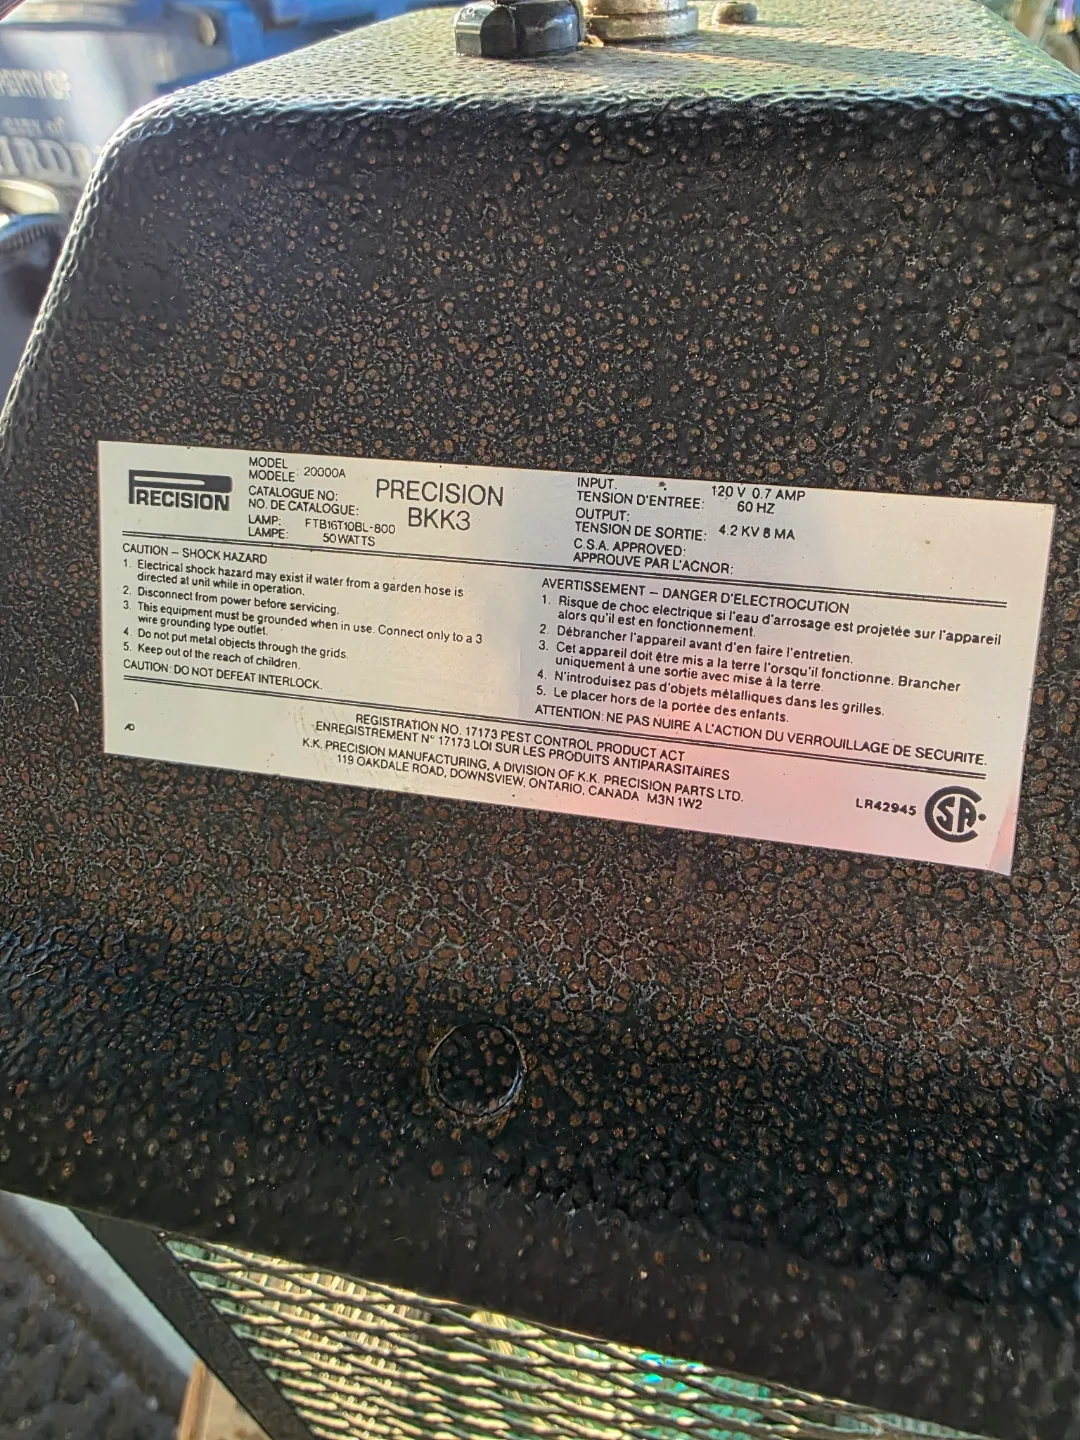 PERTY OF
CITY of
PRECISION
MODEL
MODELE : 20000A
CATALOGUE NO:
NO. DE CATALOGUE:
PRECISION
BKK3
LAMP: FTB16T10BL-800
LAMPE: 50 WATTS
INPUT.
TENSION D'ENTREE: 120 V 0.7 AMP
60 HZ
OUTPUT:
TENSION DE SORTIE: 4.2 KV 8 MA
C.S.A. APPROVED:
APPROUVE PAR L'ACNOR:
CAUTION – SHOCK HAZARD
1. Electrical shock hazard may exist if water from a garden hose is
directed at unit while in operation.
2. Disconnect from power before servicing.
3. This equipment must be grounded when in use. Connect only to a 3
wire grounding type outlet.
4. Do not put metal objects through the grids.
5. Keep out of the reach of children.
CAUTION: DO NOT DEFEAT INTERLOCK.
AVERTISSEMENT – DANGER D'ELECTROCUTION
1. Risque de choc electrique si l'eau d'arrosage est projetée sur l'appareil
alors qu'il est en fonctionnement.
2. Débrancher l'appareil avant d'en faire l'entretien.
3. Cet appareil doit être mis a la terre l'orsqu'il fonctionne. Brancher
uniquement à une sortie avec mise à la terre.
4. N'introduisez pas d'objets métalliques dans les grilles.
5. Le placer hors de la portée des enfants.
ATTENTION: NE PAS NUIRE A L'ACTION DU VERROUILLAGE DE SECURITE.
REGISTRATION NO. 17173 PEST CONTROL PRODUCT ACT
ENREGISTREMENT N° 17173 LOI SUR LES PRODUITS ANTIPARASITAIRES
K.K. PRECISION MANUFACTURING, A DIVISION OF K.K. PRECISION PARTS LTD.
119 OAKDALE ROAD, DOWNSVIEW, ONTARIO, CANADA M3N 1W2
LR42945 CSA